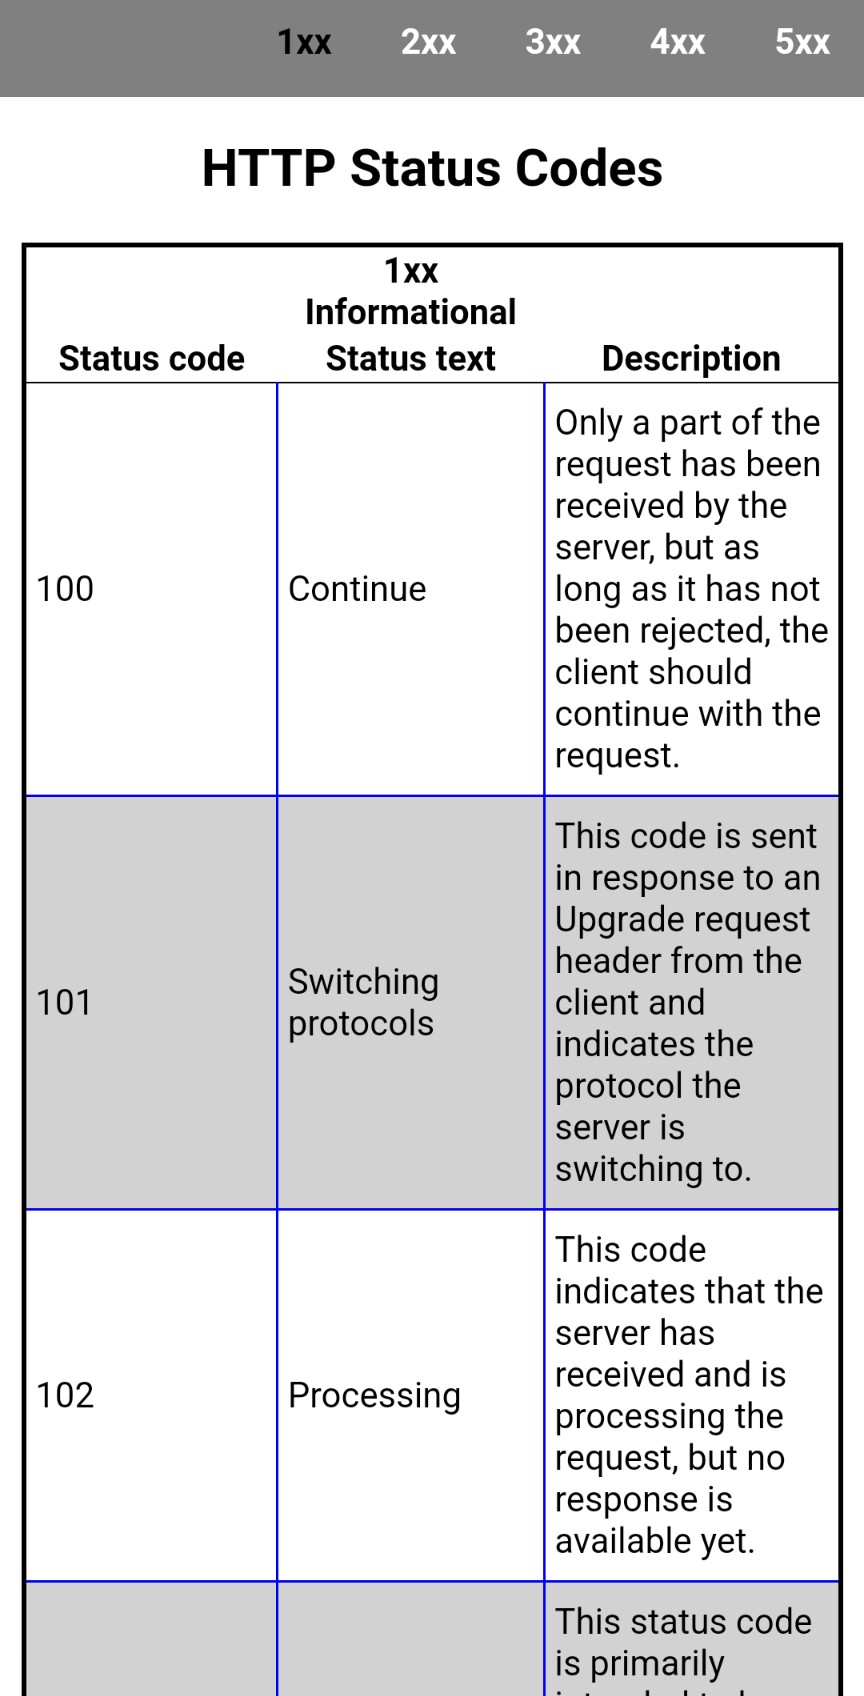 1xx 2xx 3xx 4xx 5xx
HTTP Status Codes
1xx
Informational
Status code Status text Description
100
Continue
Only a part of the
request has been
received by the
server, but as
long as it has not
been rejected, the
client should
continue with the
request.
101
Switching
protocols
This code is sent
in response to an
Upgrade request
header from the
client and
indicates the
protocol the
server is
switching to.
102
Processing
This code
indicates that the
server has
received and is
processing the
request, but no
response is
available yet.
This status code
is primarily